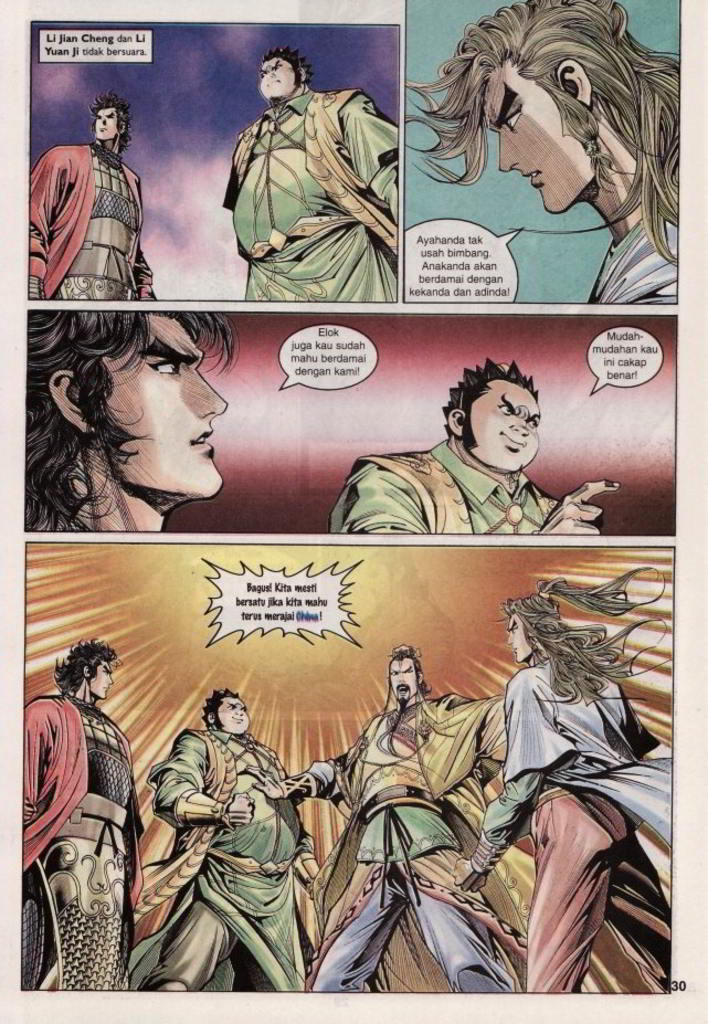 Li Jian Cheng dan Li
Yuan Ji tidak bersuara.
Ayahanda tak
usah bimbang.
Anakanda akan
berdamai dengan
kekanda dan adinda!
Elok
juga kau sudah
mahu berdamai
dengan kami!
Mudah-
mudahan kau
ini cakap
benar!
Bagus! Kita mesti
bersatu jika kita mahu
terus merajai China!
30